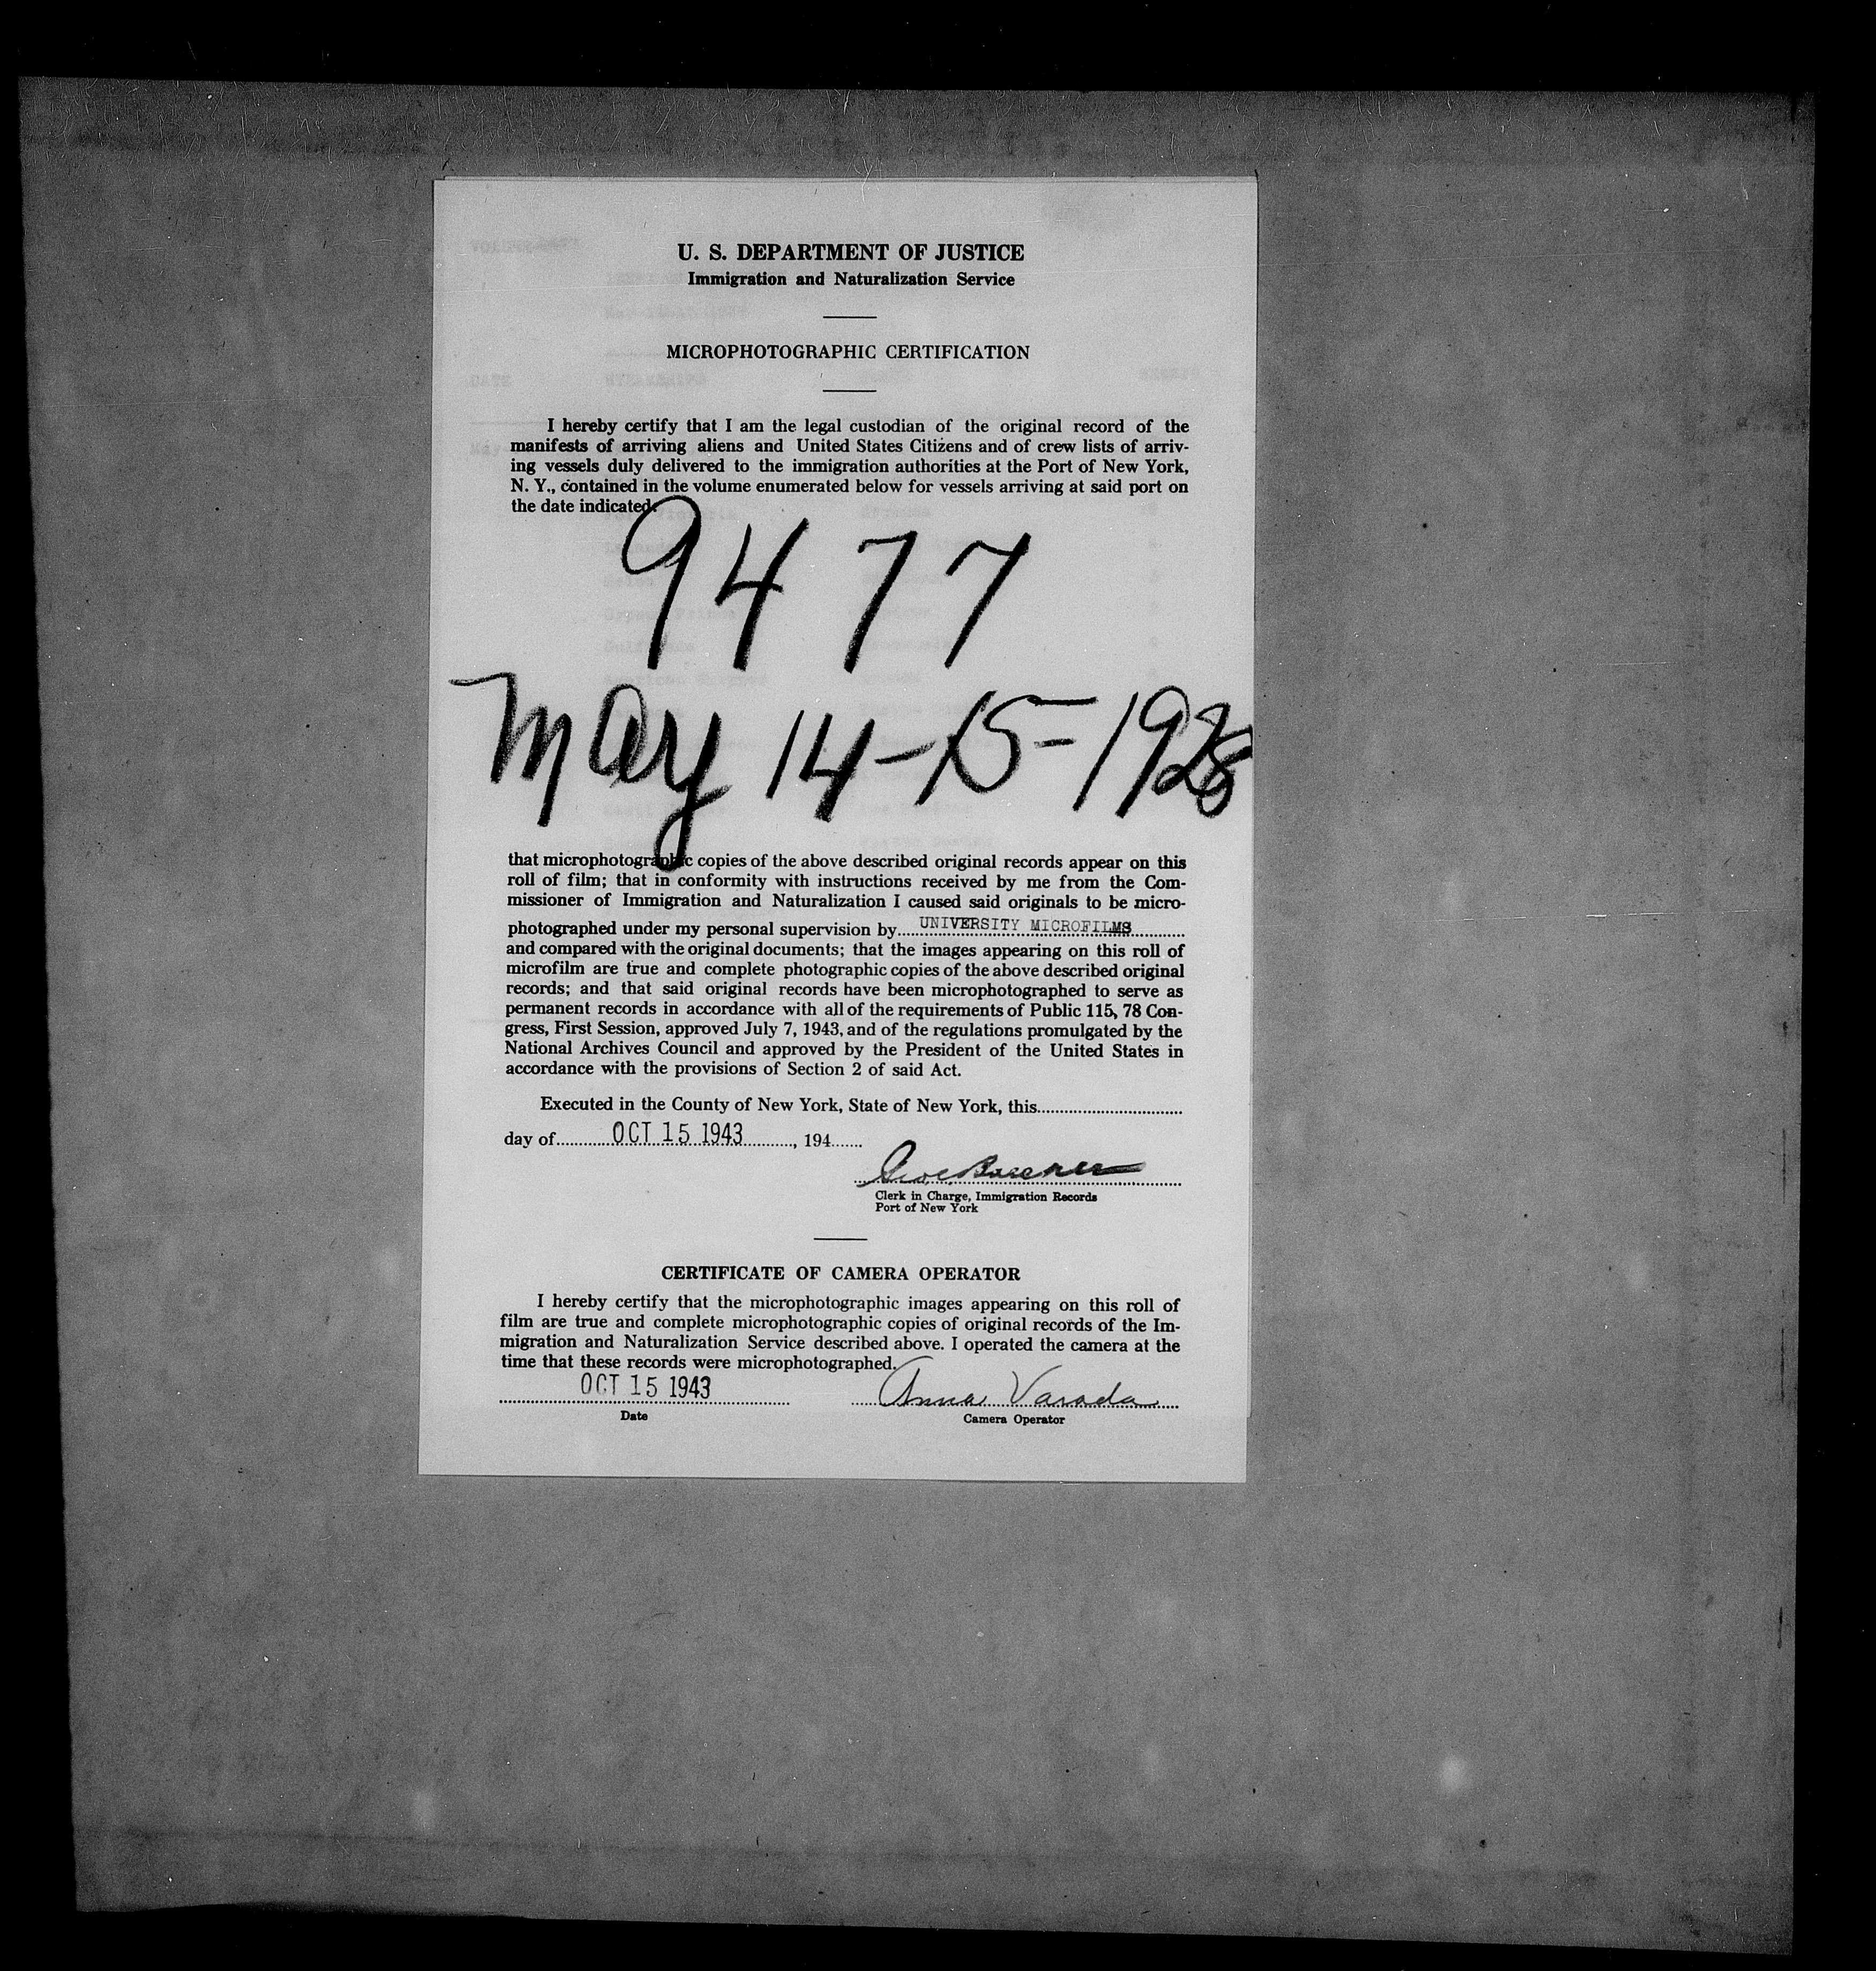 U. S. DEPARTMENT OF JUSTICE
Immigration and Naturalization Service
MICROPHOTOGRAPHIC CERTIFICATION
I hereby certify that I am the legal custodian of the original record of the
manifests of arriving aliens and United States Citizens and of crew lists of arriv-
ing vessels duly delivered to the immigration authorities at the Port of New York,
N. Y., contained in the volume enumerated below for vessels arriving at said port on
the date indicated.
9477
May 14-15-1928
that microphotographic copies of the above described original records appear on this
roll of film; that in conformity with instructions received by me from the Com-
missioner of Immigration and Naturalization I caused said originals to be micro-
photographed under my personal supervision by UNIVERSITY MICROFILMS
and compared with the original documents; that the images appearing on this roll of
microfilm are true and complete photographic copies of the above described original
records; and that said original records have been microphotographed to serve as
permanent records in accordance with all of the requirements of Public 115, 78 Con-
gress, First Session, approved July 7, 1943, and of the regulations promulgated by the
National Archives Council and approved by the President of the United States in
accordance with the provisions of Section 2 of said Act.
Executed in the County of New York, State of New York, this
day of OCT 15 1943, 194
Clerk in Charge, Immigration Records
Port of New York
CERTIFICATE OF CAMERA OPERATOR
I hereby certify that the microphotographic images appearing on this roll of
film are true and complete microphotographic copies of original records of the Im-
migration and Naturalization Service described above. I operated the camera at the
time that these records were microphotographed.
OCT 15 1943 Anna Varada
Date Camera Operator